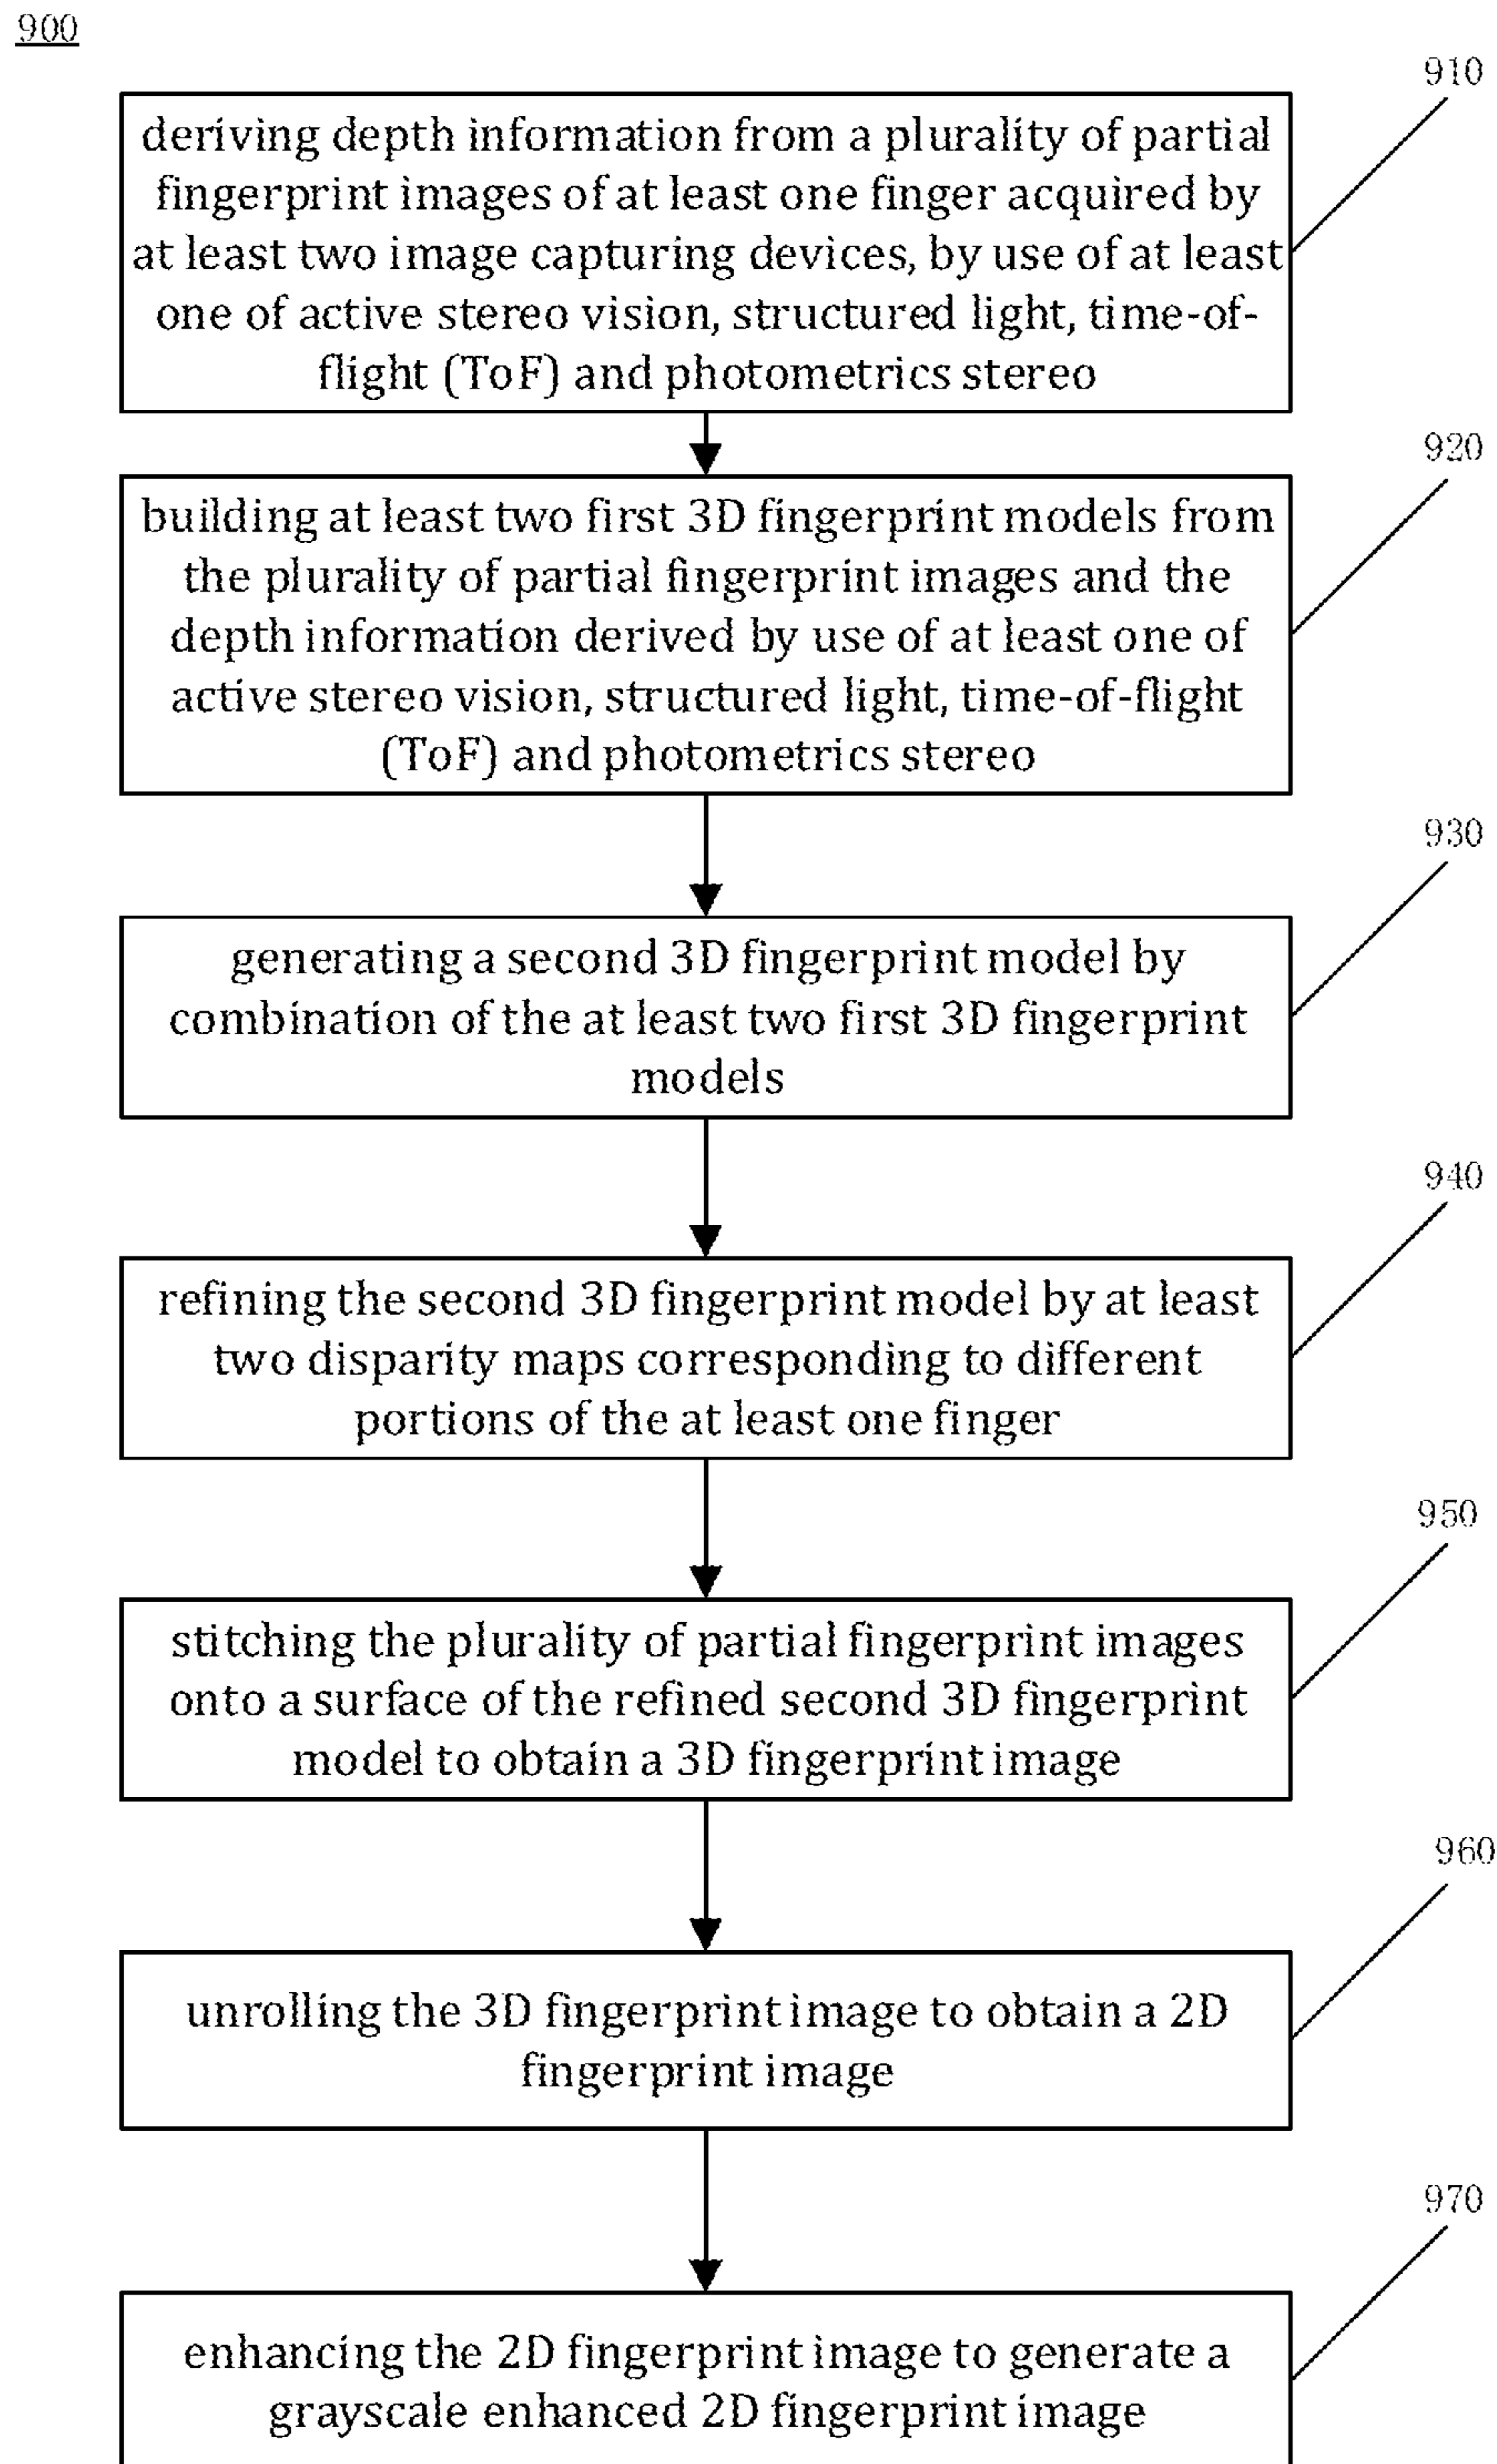 900
910
deriving depth information from a plurality of partial
fingerprint images of at least one finger acquired by
at least two image capturing devices, by use of at least
one of active stereo vision, structured light, time-of-
flight (ToF) and photometrics stereo
920
building at least two first 3D fingerprint models from
the plurality of partial fingerprint images and the
depth information derived by use of at least one of
active stereo vision, structured light, time-of-flight
(ToF) and photometrics stereo
930
generating a second 3D fingerprint model by
combination of the at least two first 3D fingerprint
models
940
refining the second 3D fingerprint model by at least
two disparity maps corresponding to different
portions of the at least one finger
950
stitching the plurality of partial fingerprint images
onto a surface of the refined second 3D fingerprint
model to obtain a 3D fingerprint image
960
unrolling the 3D fingerprint image to obtain a 2D
fingerprint image
970
enhancing the 2D fingerprint image to generate a
grayscale enhanced 2D fingerprint image